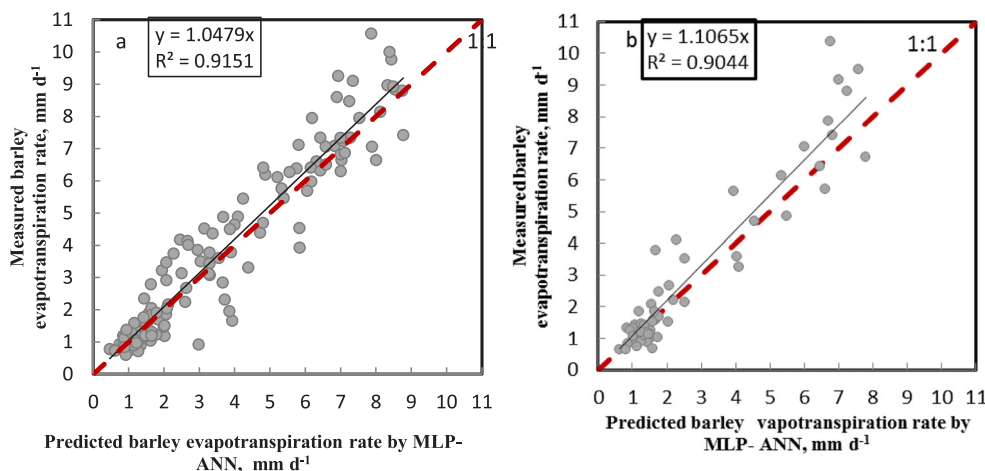 a
y = 1.0479x
R² = 0.9151
1:1
11
10
9
8
7
6
5
4
3
2
1
0
Measured barley
evapotranspiration rate, mm d⁻¹
0 1 2 3 4 5 6 7 8 9 10 11
Predicted barley evapotranspiration rate by MLP-
ANN, mm d⁻¹
b
y = 1.1065x
R² = 0.9044
1:1
11
10
9
8
7
6
5
4
3
2
1
0
Measured barley
evapotranspiration rate, mm d⁻¹
0 1 2 3 4 5 6 7 8 9 10 11
Predicted barley vapotranspiration rate by
MLP- ANN, mm d⁻¹